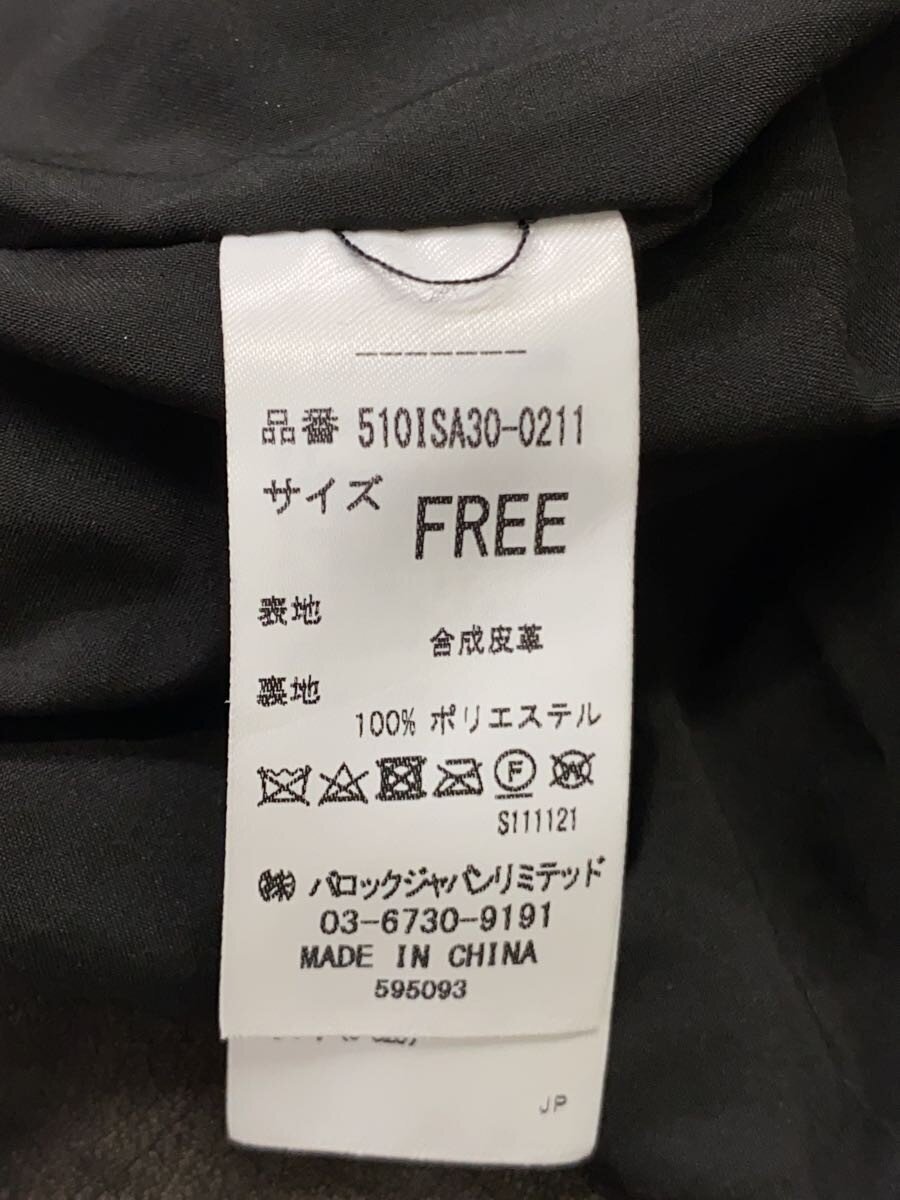 品番 510ISA30-0211
サイズ
FREE
表地
合成皮革
裏地
100% ポリエステル
F W
S111121
㈱ バロックジャパンリミテッド
03-6730-9191
MADE IN CHINA
595093
JP